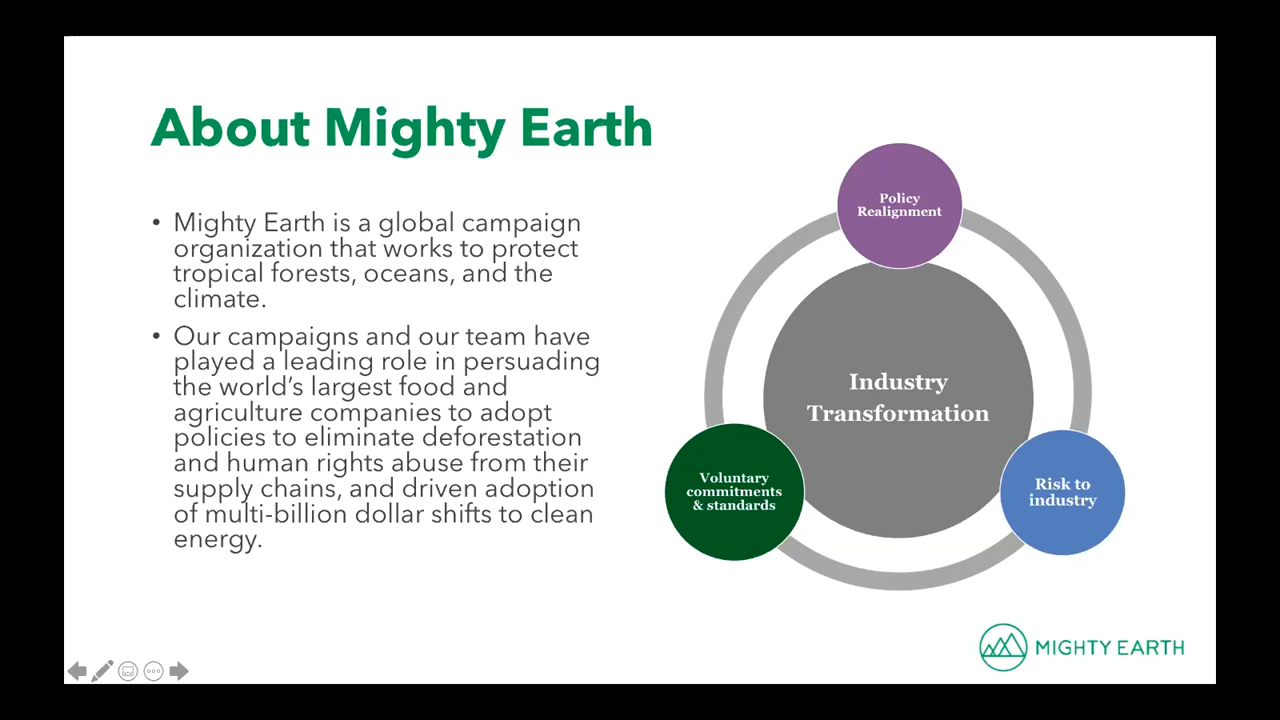 About Mighty Earth
• Mighty Earth is a global campaign
organization that works to protect
tropical forests, oceans, and the
climate.
• Our campaigns and our team have
played a leading role in persuading
the world’s largest food and
agriculture companies to adopt
policies to eliminate deforestation
and human rights abuse from their
supply chains, and driven adoption
of multi-billion dollar shifts to clean
energy.
Policy
Realignment
Industry
Transformation
Voluntary
commitments
& standards
Risk to
industry
MIGHTY EARTH